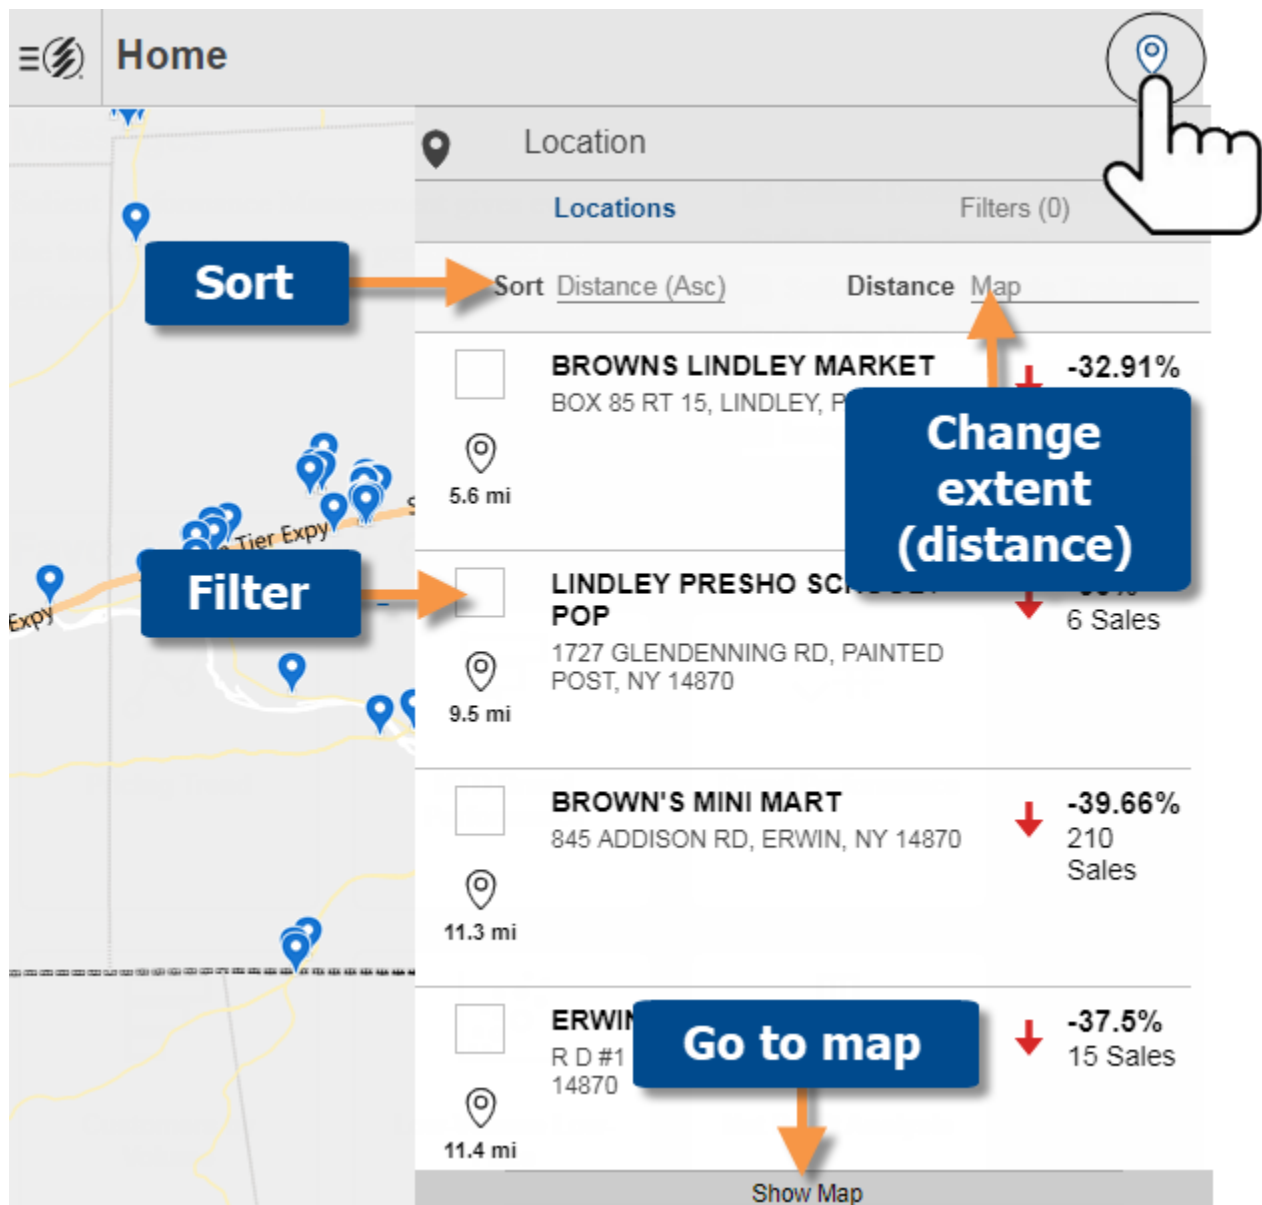 Home
Location
Locations
Filters (0)
Sort
Sort Distance (Asc)
Distance Map
BROWNS LINDLEY MARKET
BOX 85 RT 15, LINDLEY,
-32.91%
5.6 mi
Change
extent
(distance)
Tier Expy
Expy
Filter
LINDLEY PRESHO
POP
1727 GLENDENNING RD, PAINTED
POST, NY 14870
6 Sales
9.5 mi
BROWN'S MINI MART
845 ADDISON RD, ERWIN, NY 14870
-39.66%
210
Sales
11.3 mi
R D #1
14870
-37.5%
15 Sales
11.4 mi
Go to map
Show Map